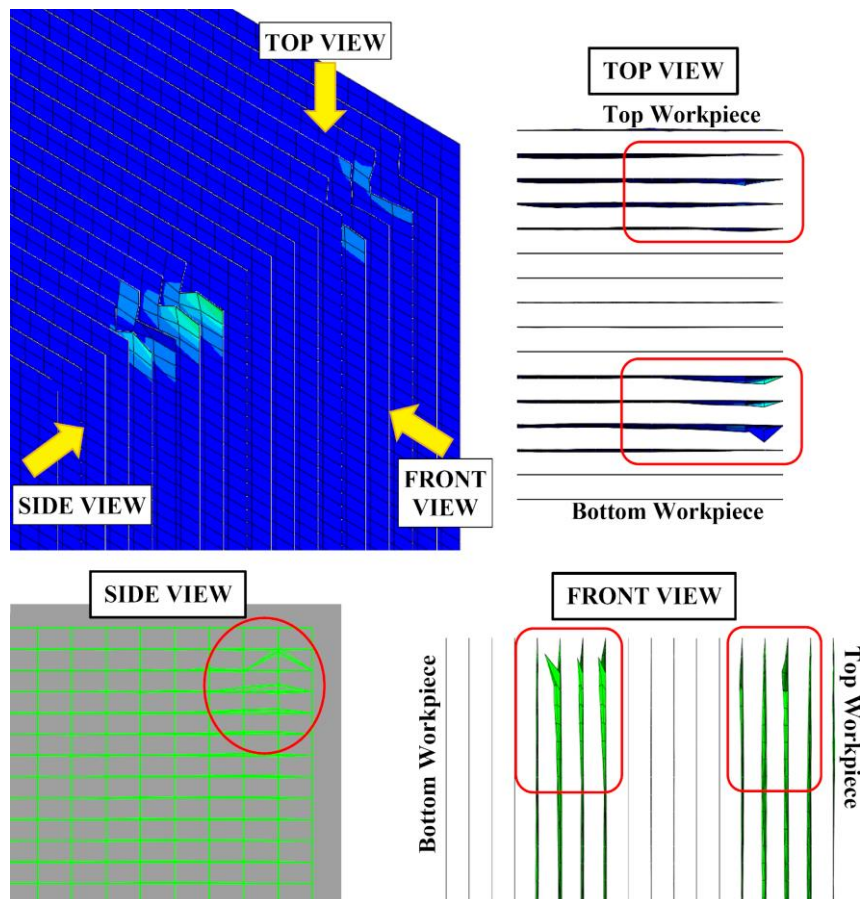 TOP VIEW
SIDE VIEW
FRONT
VIEW
TOP VIEW
Top Workpiece
Bottom Workpiece
SIDE VIEW
FRONT VIEW
Bottom Workpiece
Top Workpiece